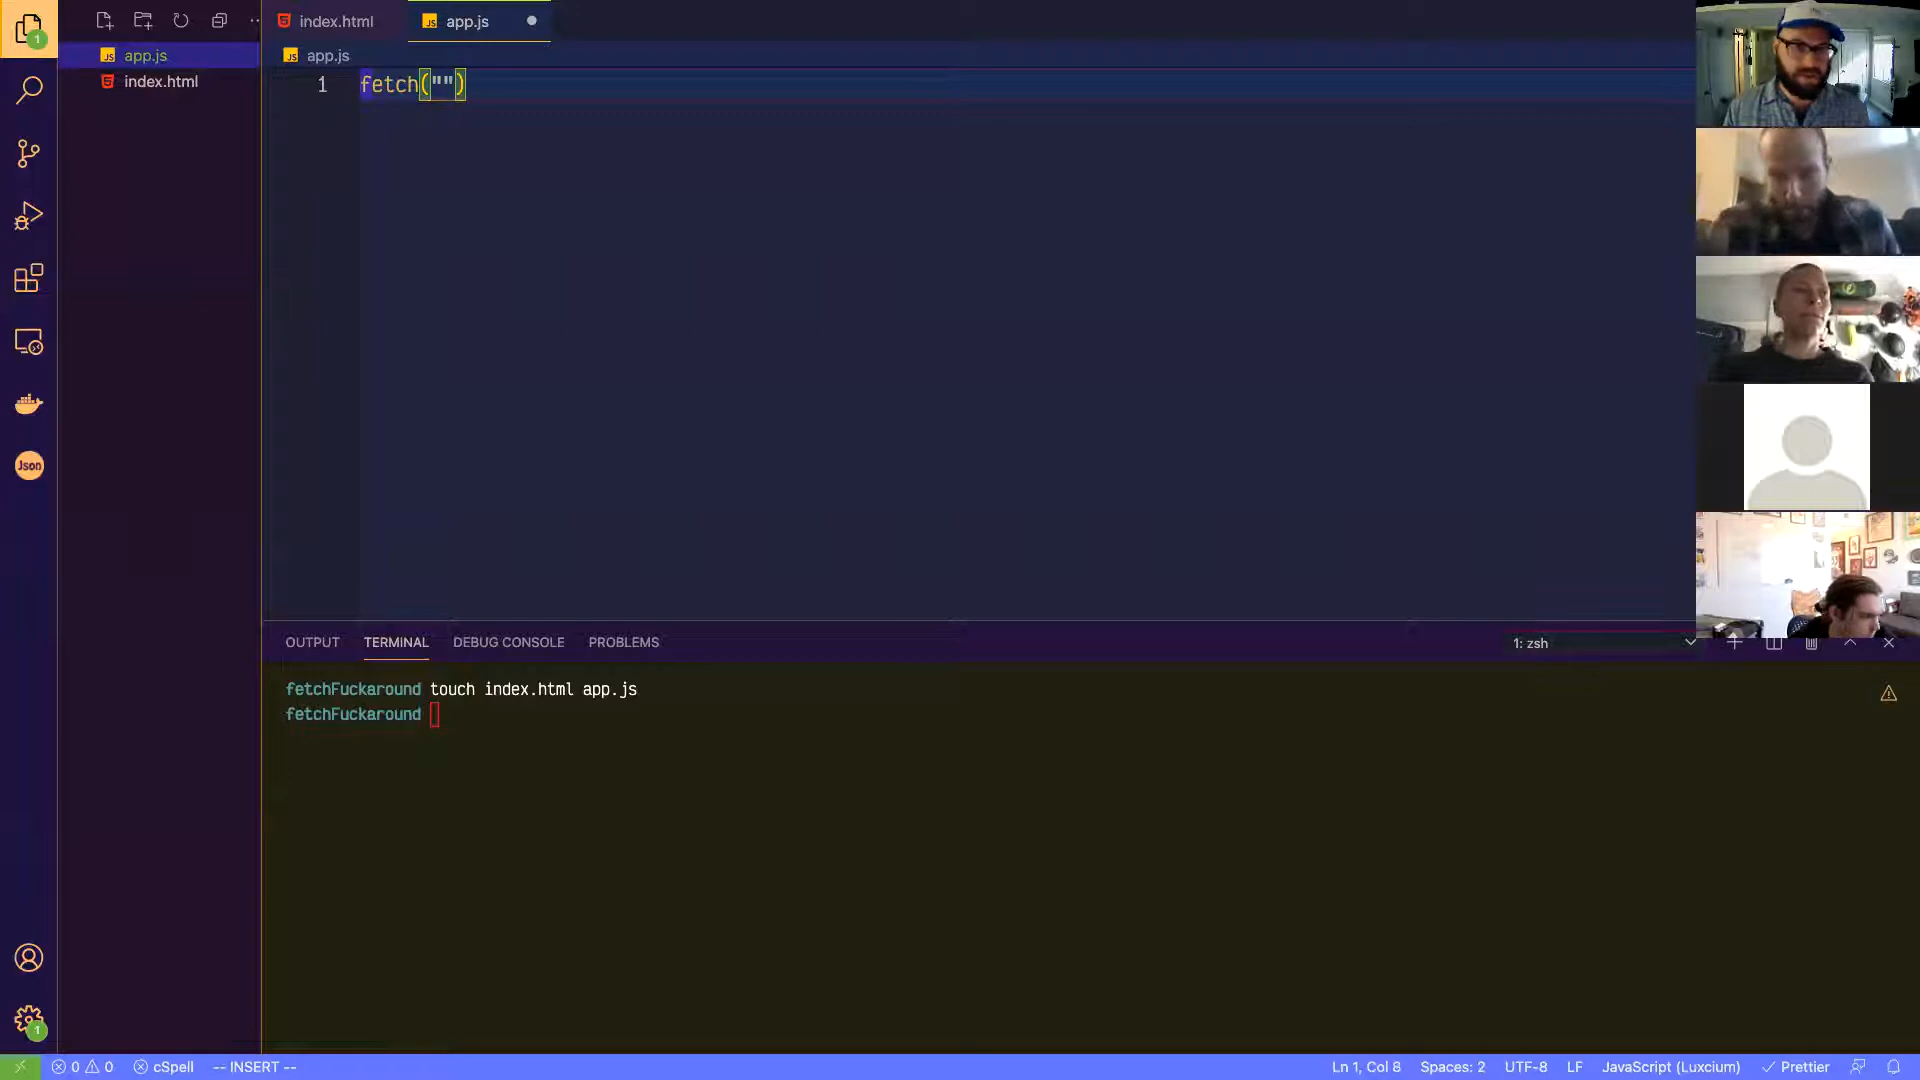 index.html
app.js
app.js
index.html
app.js
1
fetch("")
Json
OUTPUT
TERMINAL
DEBUG CONSOLE
PROBLEMS
1: zsh
fetchFuckaround touch index.html app.js
fetchFuckaround
1
1
0
0
cSpell
-- INSERT --
Ln 1, Col 8
Spaces: 2
UTF-8
LF
JavaScript (Luxcium)
Prettier